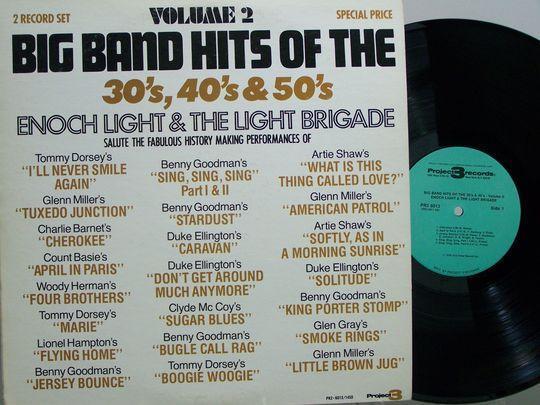 2 RECORD SET
VOLUME 2
SPECIAL PRICE
BIG BAND HITS OF THE
30's, 40's & 50's
ENOCH LIGHT & THE LIGHT BRIGADE
SALUTE THE FABULOUS HISTORY MAKING PERFORMANCES OF
Tommy Dorsey's
"I'LL NEVER SMILE
AGAIN"
Glenn Miller's
"TUXEDO JUNCTION"
Charlie Barnet's
"CHEROKEE"
Count Basie's
"APRIL IN PARIS"
Woody Herman's
"FOUR BROTHERS"
Tommy Dorsey's
"MARIE"
Lionel Hampton's
"FLYING HOME"
Benny Goodman's
"JERSEY BOUNCE"
Benny Goodman's
"SING, SING, SING"
Part I & II
Benny Goodman's
"STARDUST"
Duke Ellington's
"CARAVAN"
Duke Ellington's
"DON'T GET AROUND
MUCH ANYMORE"
Clyde Mc Coy's
"SUGAR BLUES"
Benny Goodman's
"BUGLE CALL RAG"
Tommy Dorsey's
"BOOGIE WOOGIE"
Artie Shaw's
"WHAT IS THIS
THING CALLED LOVE?"
Glenn Miller's
"AMERICAN PATROL"
Artie Shaw's
"SOFTLY, AS IN
A MORNING SUNRISE"
Duke Ellington's
"SOLITUDE"
Benny Goodman's
"KING PORTER STOMP"
Glen Gray's
"SMOKE RINGS"
Glenn Miller's
"LITTLE BROWN JUG"
PR2-6013/1450
Project 3
Project 3 records
BIG BAND HITS OF THE 30's & 40's - Volume II
ENOCH LIGHT & THE LIGHT BRIGADE
PR2 6013
Side 1